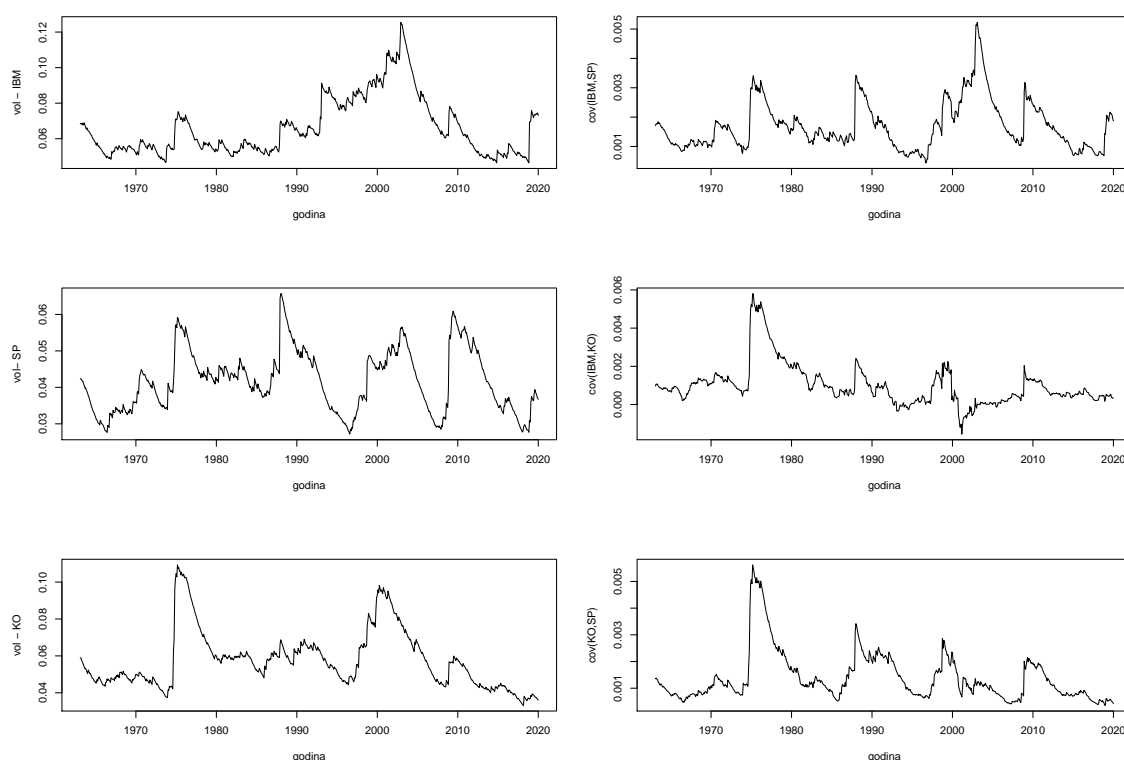 vol – IBM
0.06 0.08 0.10 0.12
1970 1980 1990 2000 2010 2020
godina
cov(IBM,SP)
0.001 0.003 0.005
1970 1980 1990 2000 2010 2020
godina
vol– SP
0.03 0.04 0.05 0.06
1970 1980 1990 2000 2010 2020
godina
cov(IBM,KO)
0.000 0.002 0.004 0.006
1970 1980 1990 2000 2010 2020
godina
vol – KO
0.04 0.06 0.08 0.10
1970 1980 1990 2000 2010 2020
godina
cov(KO,SP)
0.001 0.003 0.005
1970 1980 1990 2000 2010 2020
godina